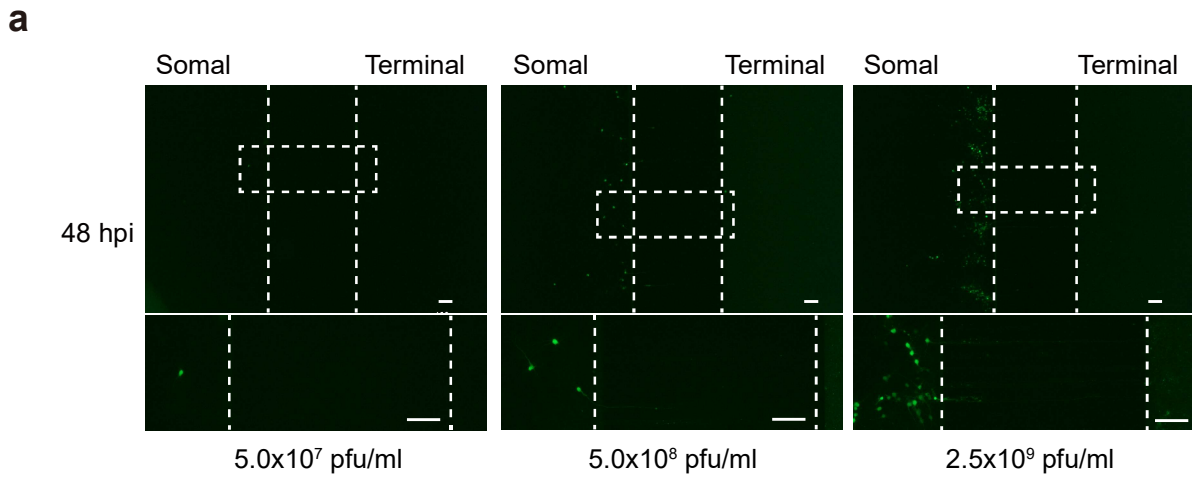 a
Somal Terminal Somal Terminal Somal Terminal
48 hpi
5.0x10⁷ pfu/ml 5.0x10⁸ pfu/ml 2.5x10⁹ pfu/ml